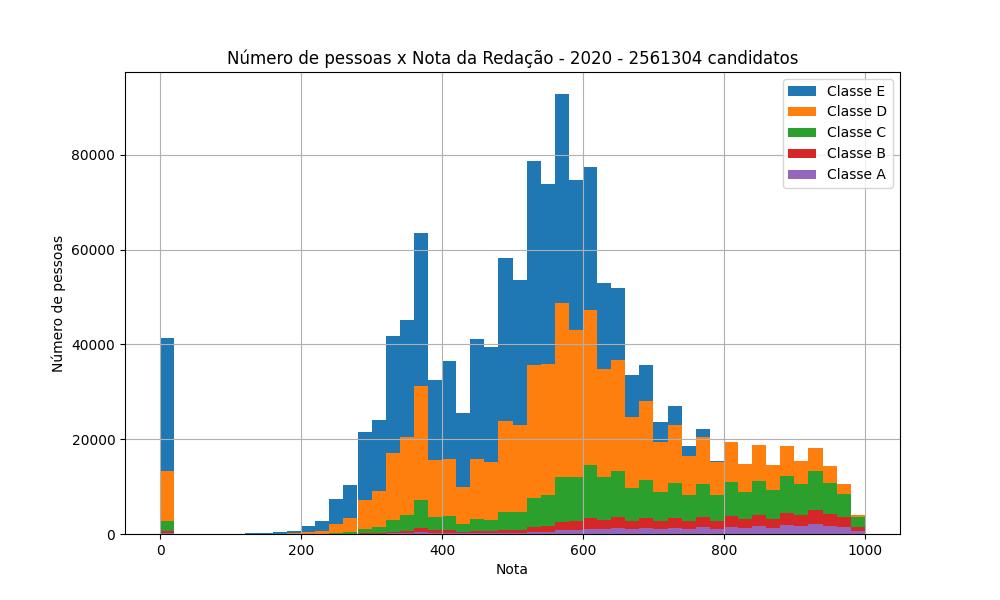 Número de pessoas x Nota da Redação - 2020 - 2561304 candidatos
Classe E
Classe D
Classe C
Classe B
Classe A
Número de pessoas
80000
60000
40000
20000
0
0 200 400 600 800 1000
Nota